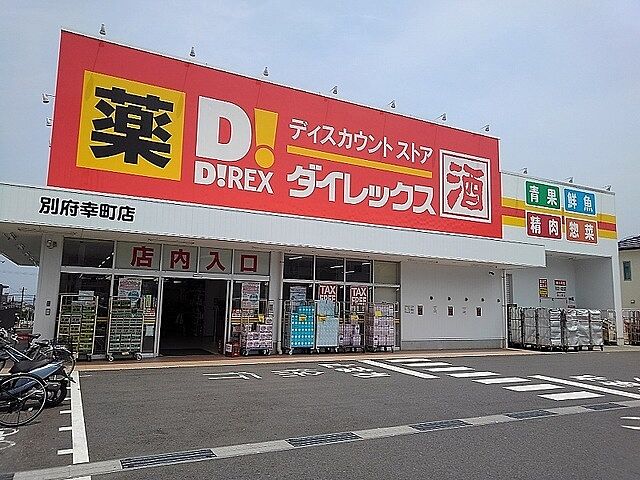 薬
D!
D!REX
ディスカウント ストア
ダイレックス
酒
青果
鮮魚
精肉
惣菜
別府幸町店
店内入口
TAX
TAX